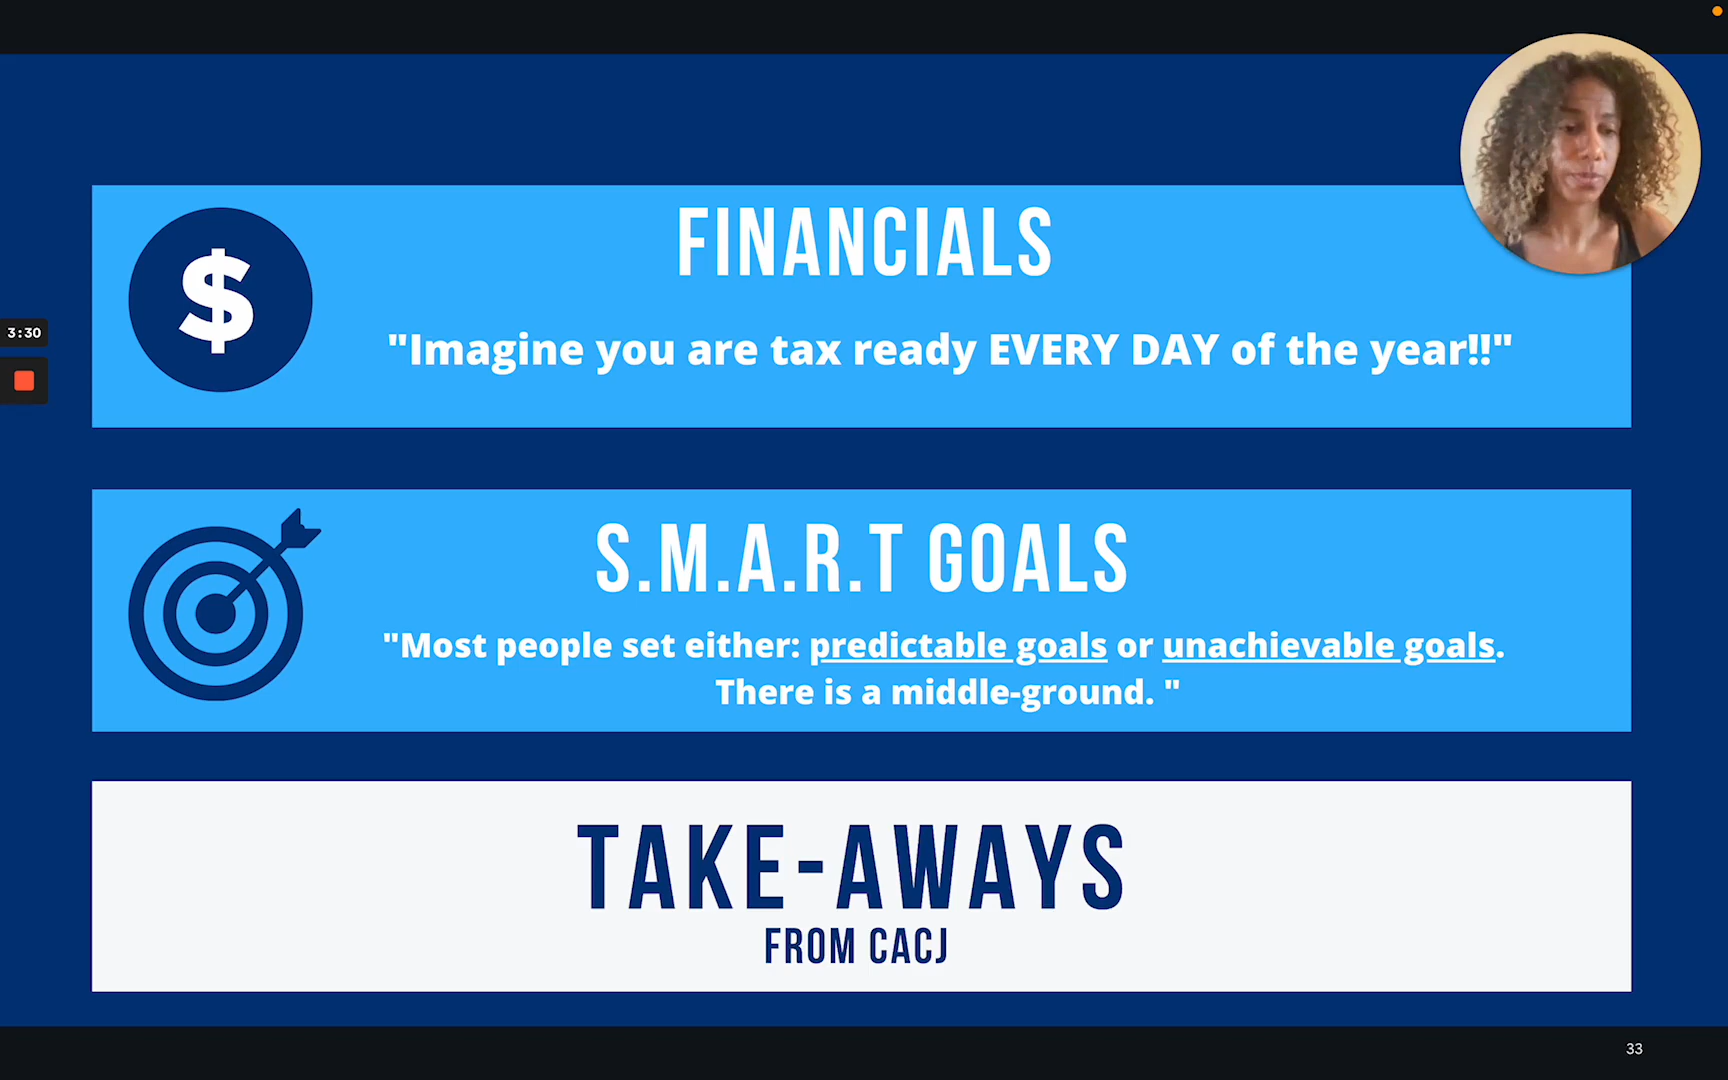 FINANCIALS
$
"Imagine you are tax ready EVERY DAY of the year!!"
3:30
S.M.A.R.T GOALS
"Most people set either: predictable goals or unachievable goals.
There is a middle-ground. "
TAKE-AWAYS
FROM CACJ
33